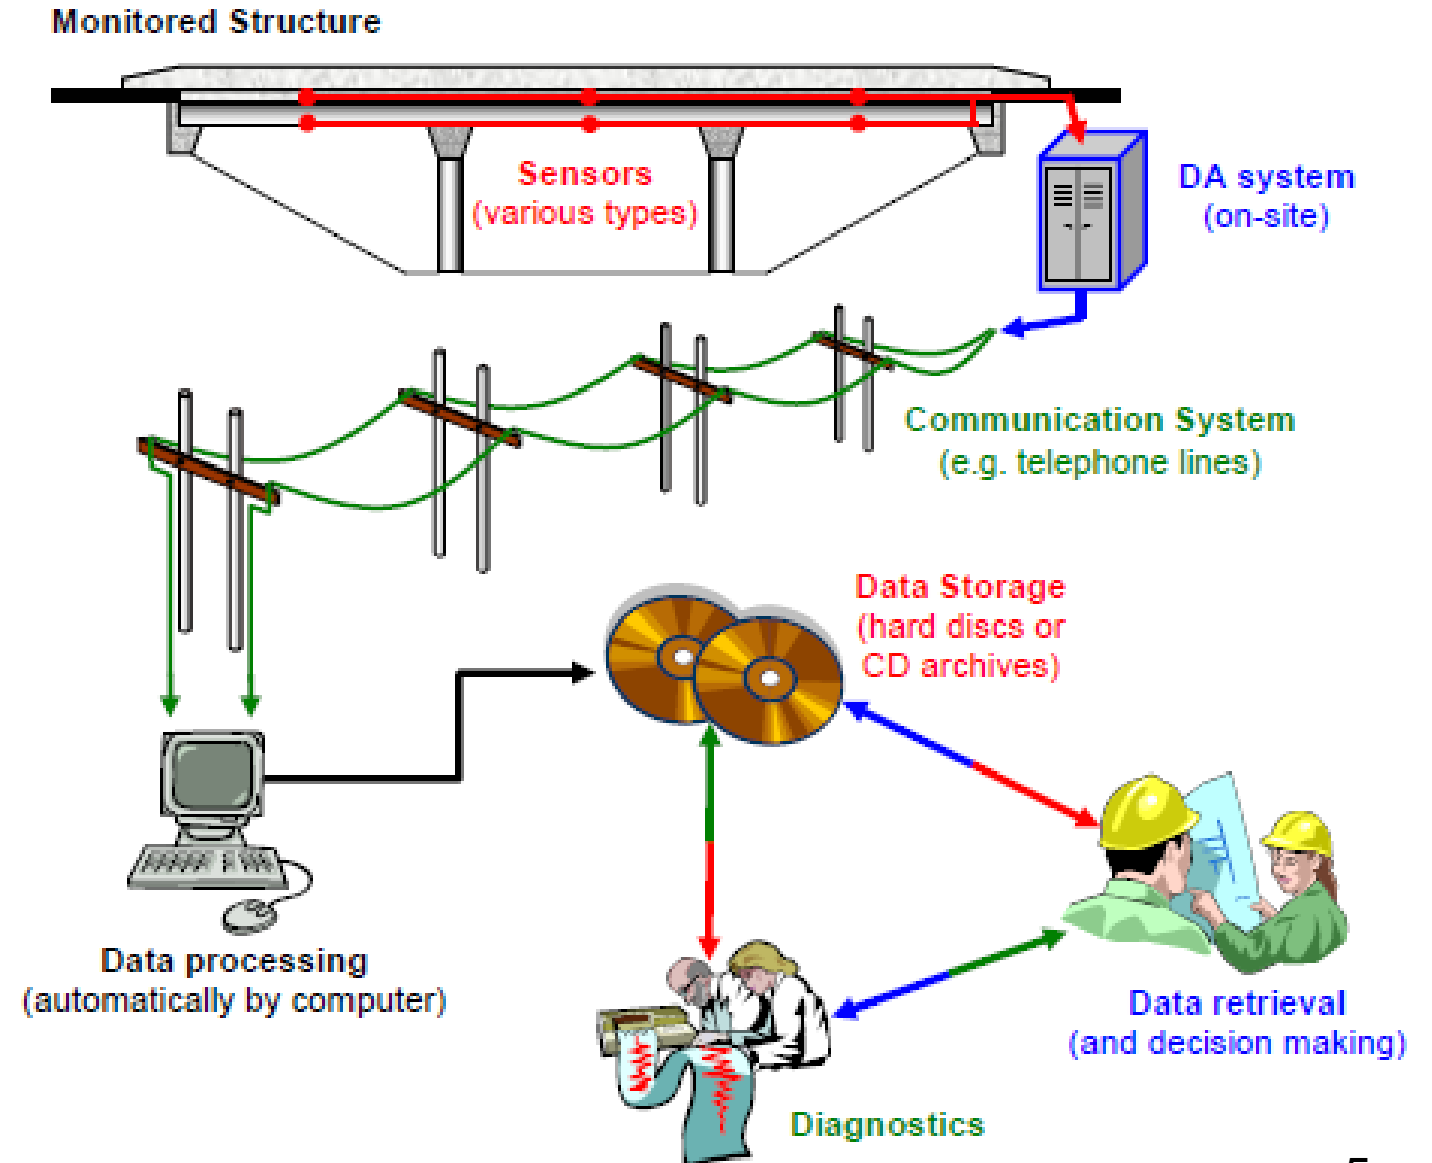 Monitored Structure
Sensors
(various types)
DA system
(on-site)
Communication System
(e.g. telephone lines)
Data Storage
(hard discs or
CD archives)
Data processing
(automatically by computer)
Data retrieval
(and decision making)
Diagnostics